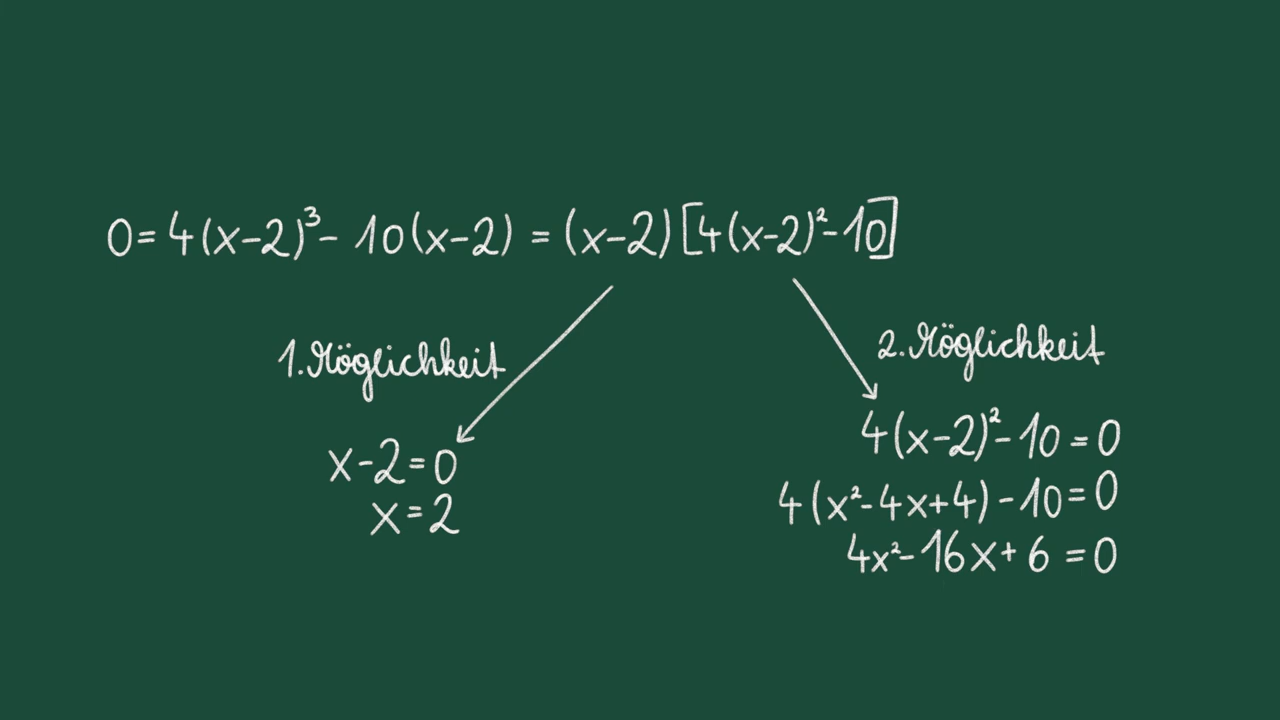 0 = 4(x-2)³ - 10(x-2) = (x-2)[4(x-2)² - 10]
1. Möglichkeit
x-2=0
x=2
2. Möglichkeit
4(x-2)² - 10 = 0
4(x² - 4x + 4) - 10 = 0
4x² - 16x + 6 = 0